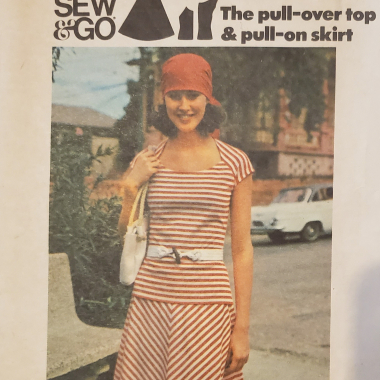 SEW
&GO
The pull-over top
& pull-on skirt